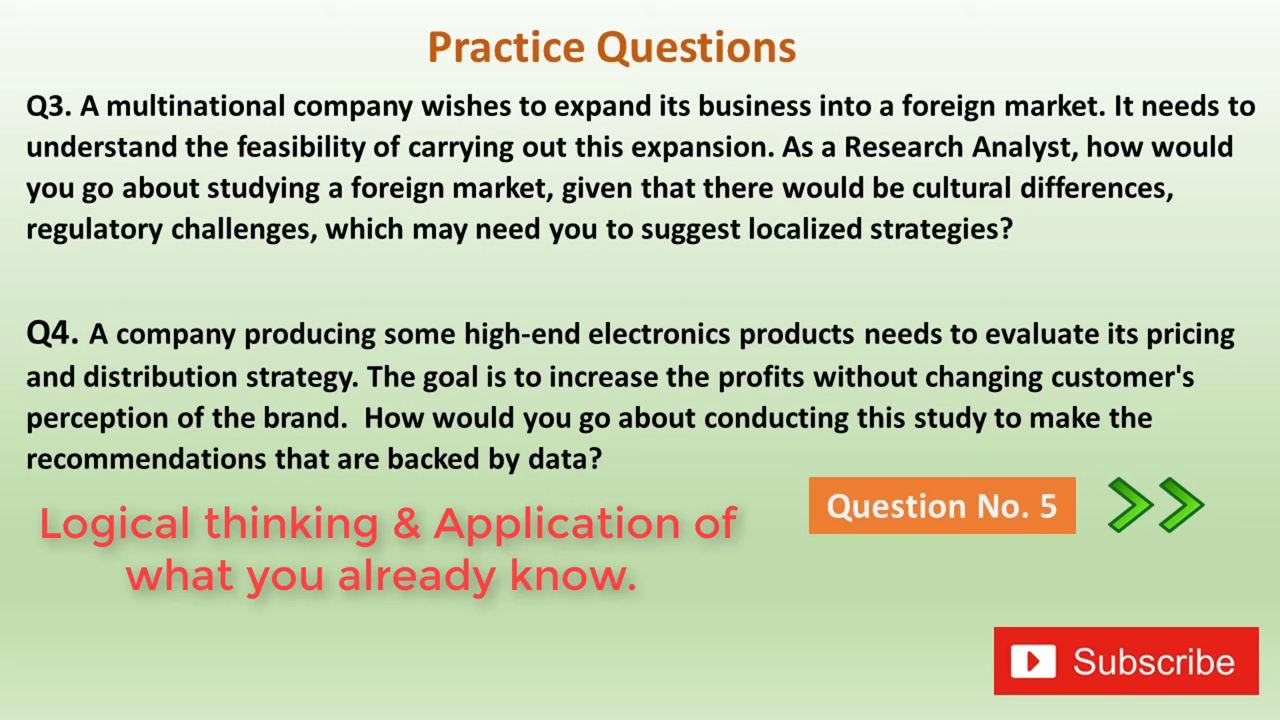 Practice Questions
Q3. A multinational company wishes to expand its business into a foreign market. It needs to
understand the feasibility of carrying out this expansion. As a Research Analyst, how would
you go about studying a foreign market, given that there would be cultural differences,
regulatory challenges, which may need you to suggest localized strategies?
Q4. A company producing some high-end electronics products needs to evaluate its pricing
and distribution strategy. The goal is to increase the profits without changing customer's
perception of the brand.  How would you go about conducting this study to make the
recommendations that are backed by data?
Logical thinking & Application of
what you already know.
Question No. 5
Subscribe